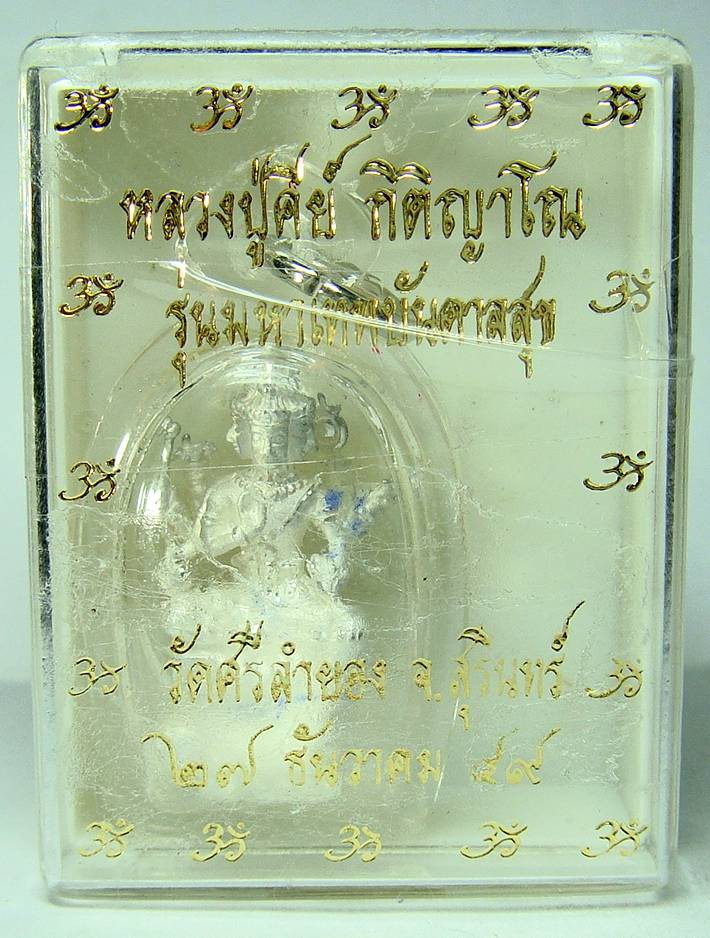 ૐ ૐ ૐ ૐ ૐ
หลวงปู่คีย์ กิติญาโณ
ૐ ૐ
รุ่นมหาเทพบันดาลสุข
ૐ ૐ
วัดศรีลำยอง จ.สุรินทร์
ૐ ૐ
๒๗ ธันวาคม ๔๙
ૐ ૐ ૐ ૐ ૐ